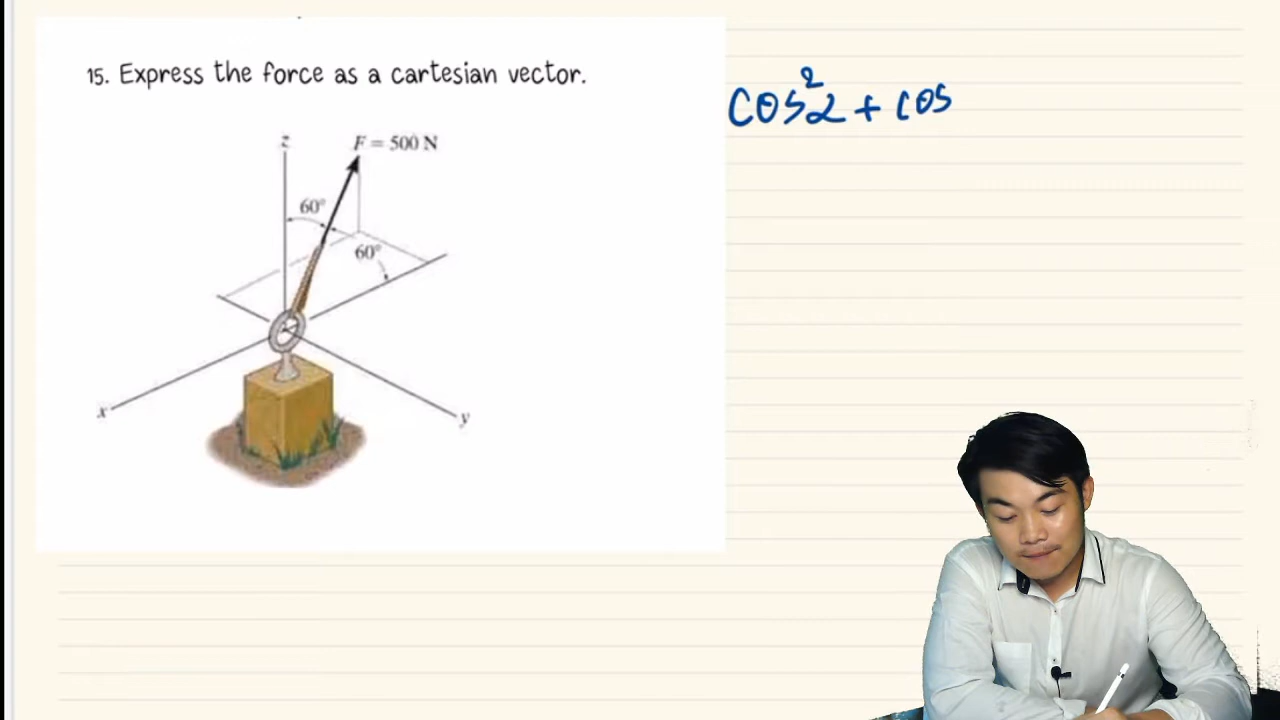 15. Express the force as a cartesian vector.
cos²α + cos
z
F = 500 N
60°
60°
x
y